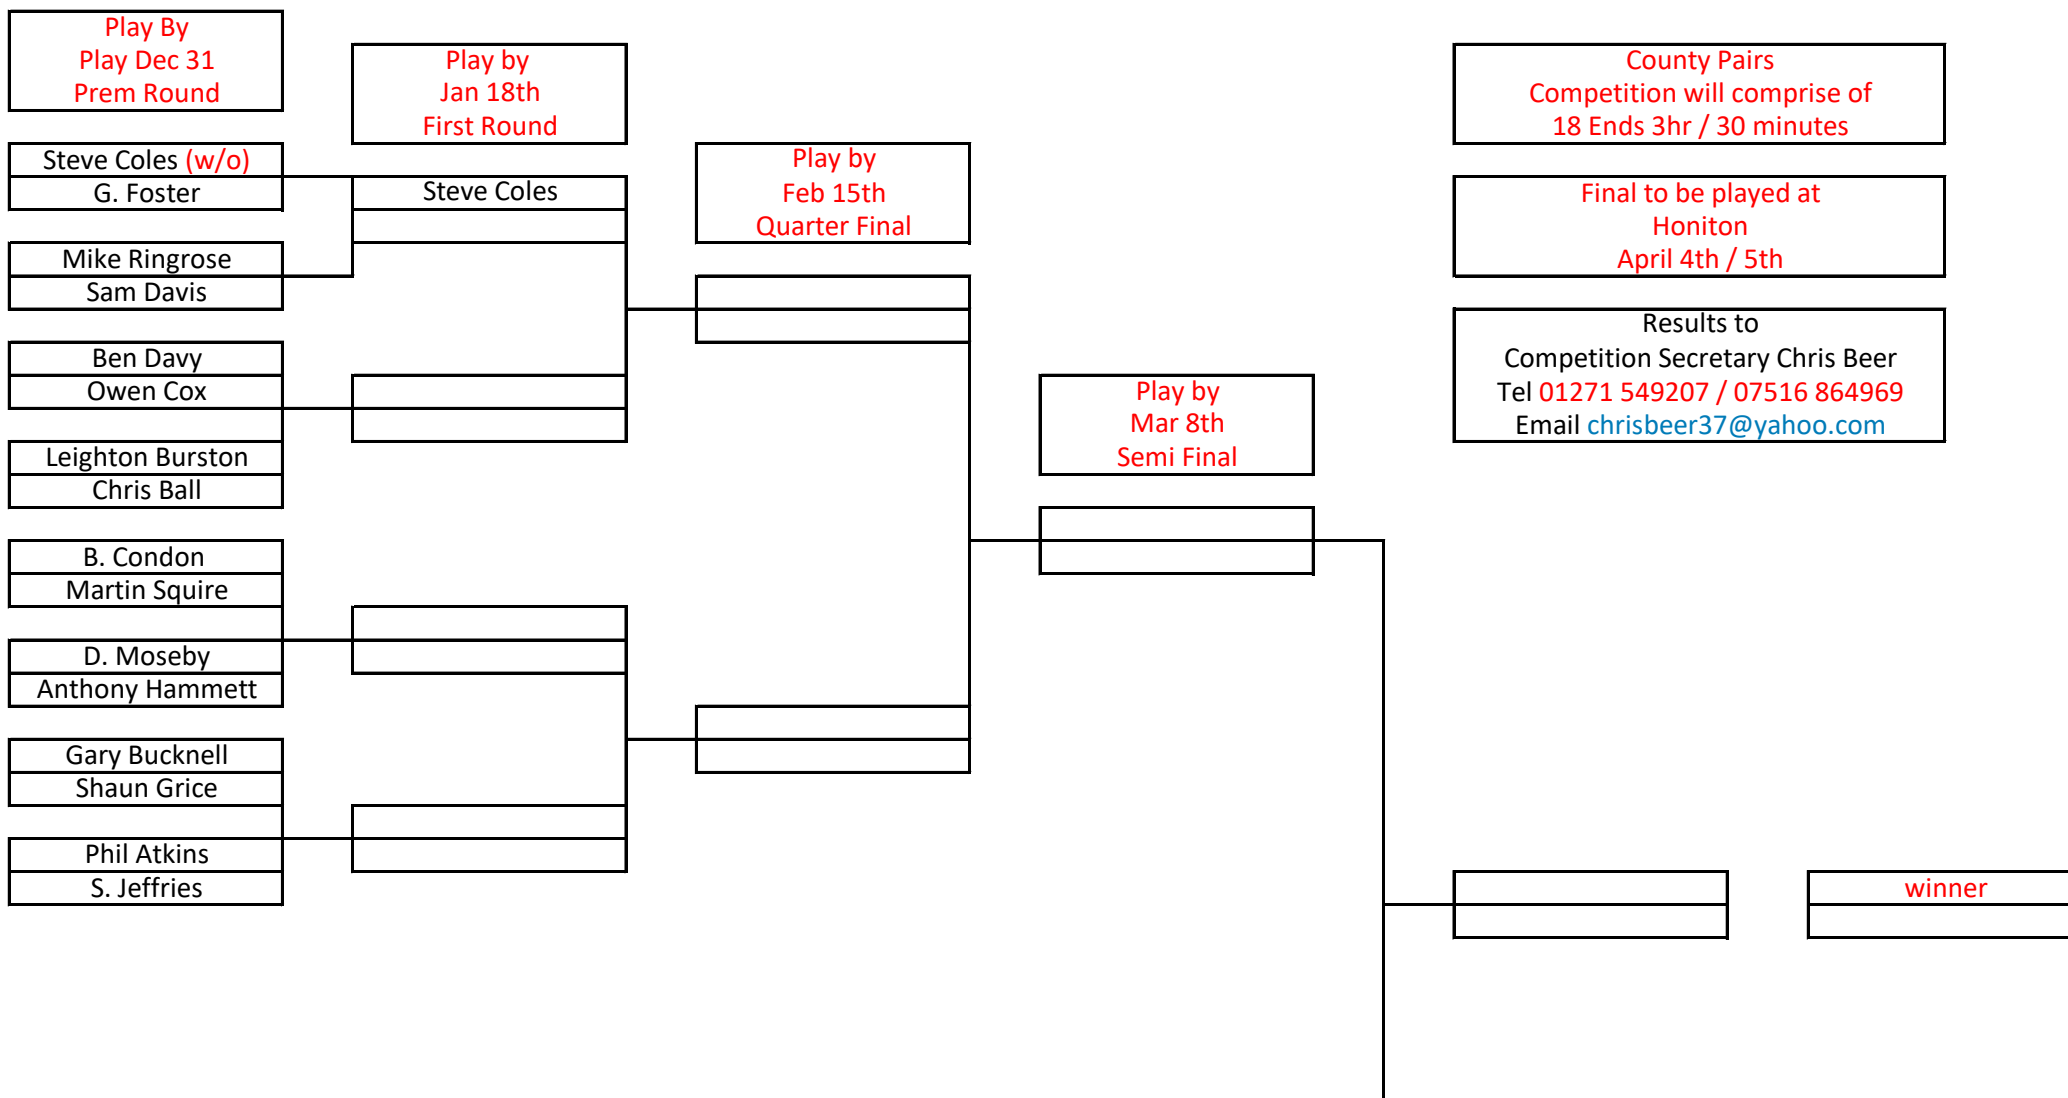 Play By
Play Dec 31
Prem Round
Steve Coles (w/o)
G. Foster
Mike Ringrose
Sam Davis
Ben Davy
Owen Cox
Leighton Burston
Chris Ball
B. Condon
Martin Squire
D. Moseby
Anthony Hammett
Gary Bucknell
Shaun Grice
Phil Atkins
S. Jeffries
Play by
Jan 18th
First Round
Steve Coles
Play by
Feb 15th
Quarter Final
Play by
Mar 8th
Semi Final
County Pairs
Competition will comprise of
18 Ends 3hr / 30 minutes
Final to be played at
Honiton
April 4th / 5th
Results to
Competition Secretary Chris Beer
Tel 01271 549207 / 07516 864969
Email chrisbeer37@yahoo.com
winner